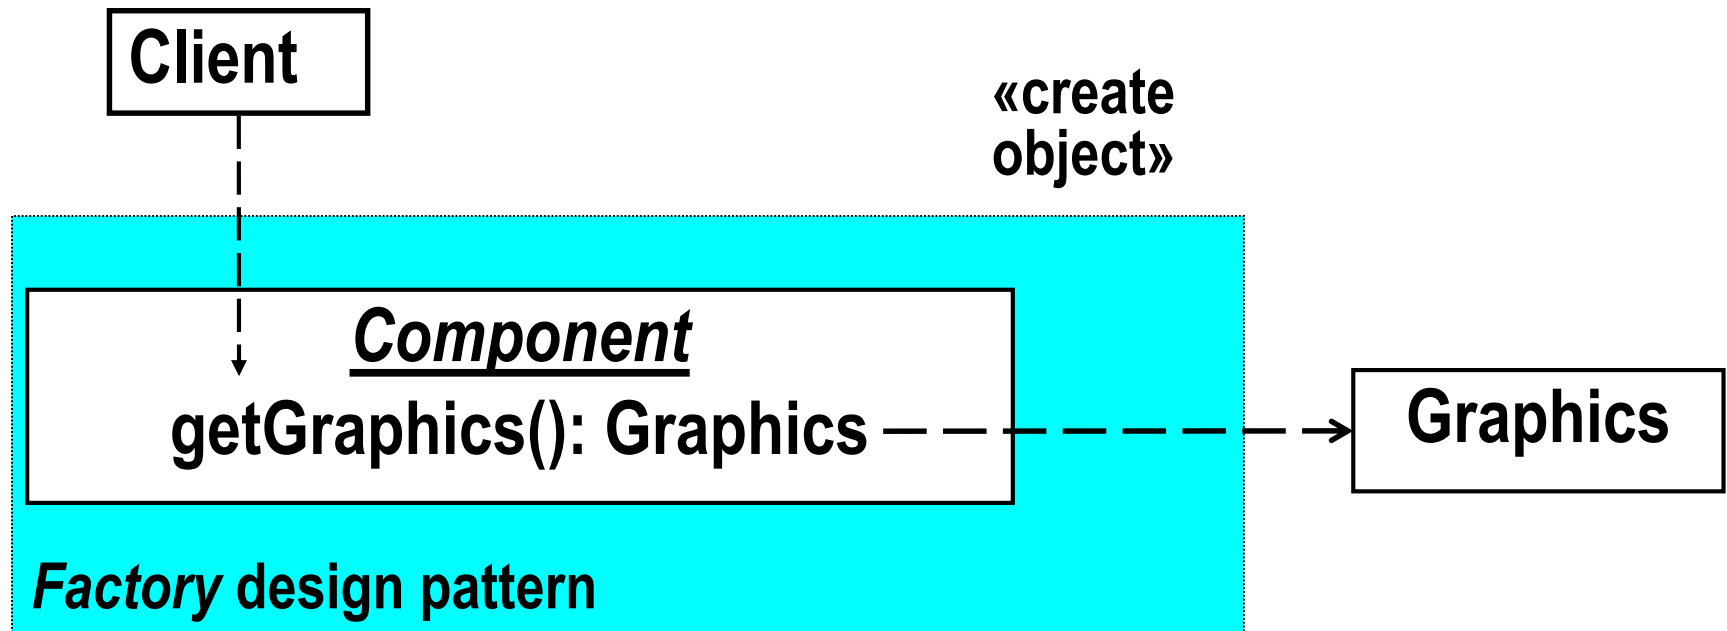 Client
«create
object»
Component
getGraphics(): Graphics
Graphics
Factory design pattern